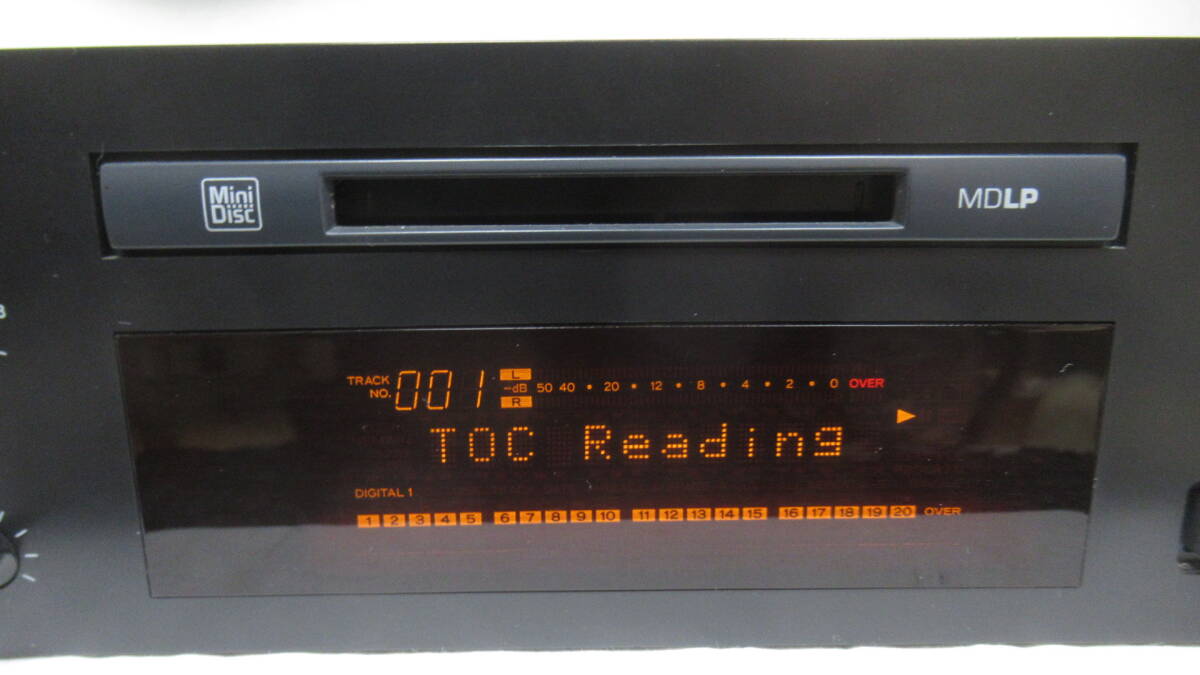 Mini
Disc
MDLP
TRACK
NO. 001
L
-dB 50 40 • 20 • 12 • 8 • 4 • 2 • 0 OVER
R
TOC Reading
DIGITAL 1
1 2 3 4 5 6 7 8 9 10 11 12 13 14 15 16 17 18 19 20 OVER